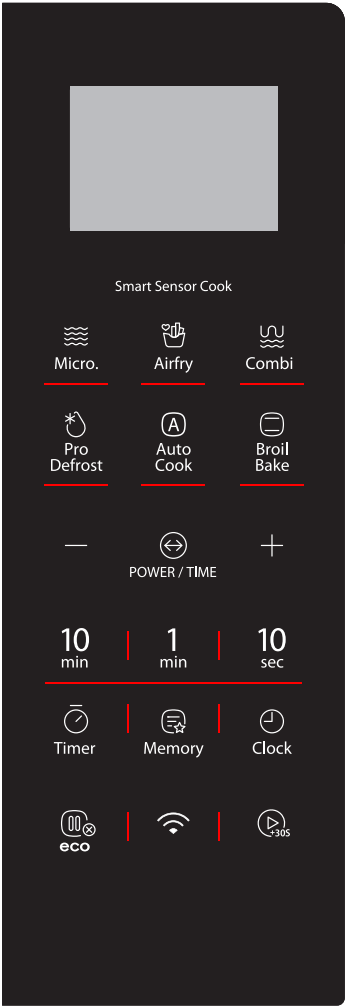 Smart Sensor Cook
Micro. Airfry Combi
Pro Auto Broil
Defrost Cook Bake
POWER / TIME
10 1 10
min min sec
Timer Memory Clock
+30S
eco